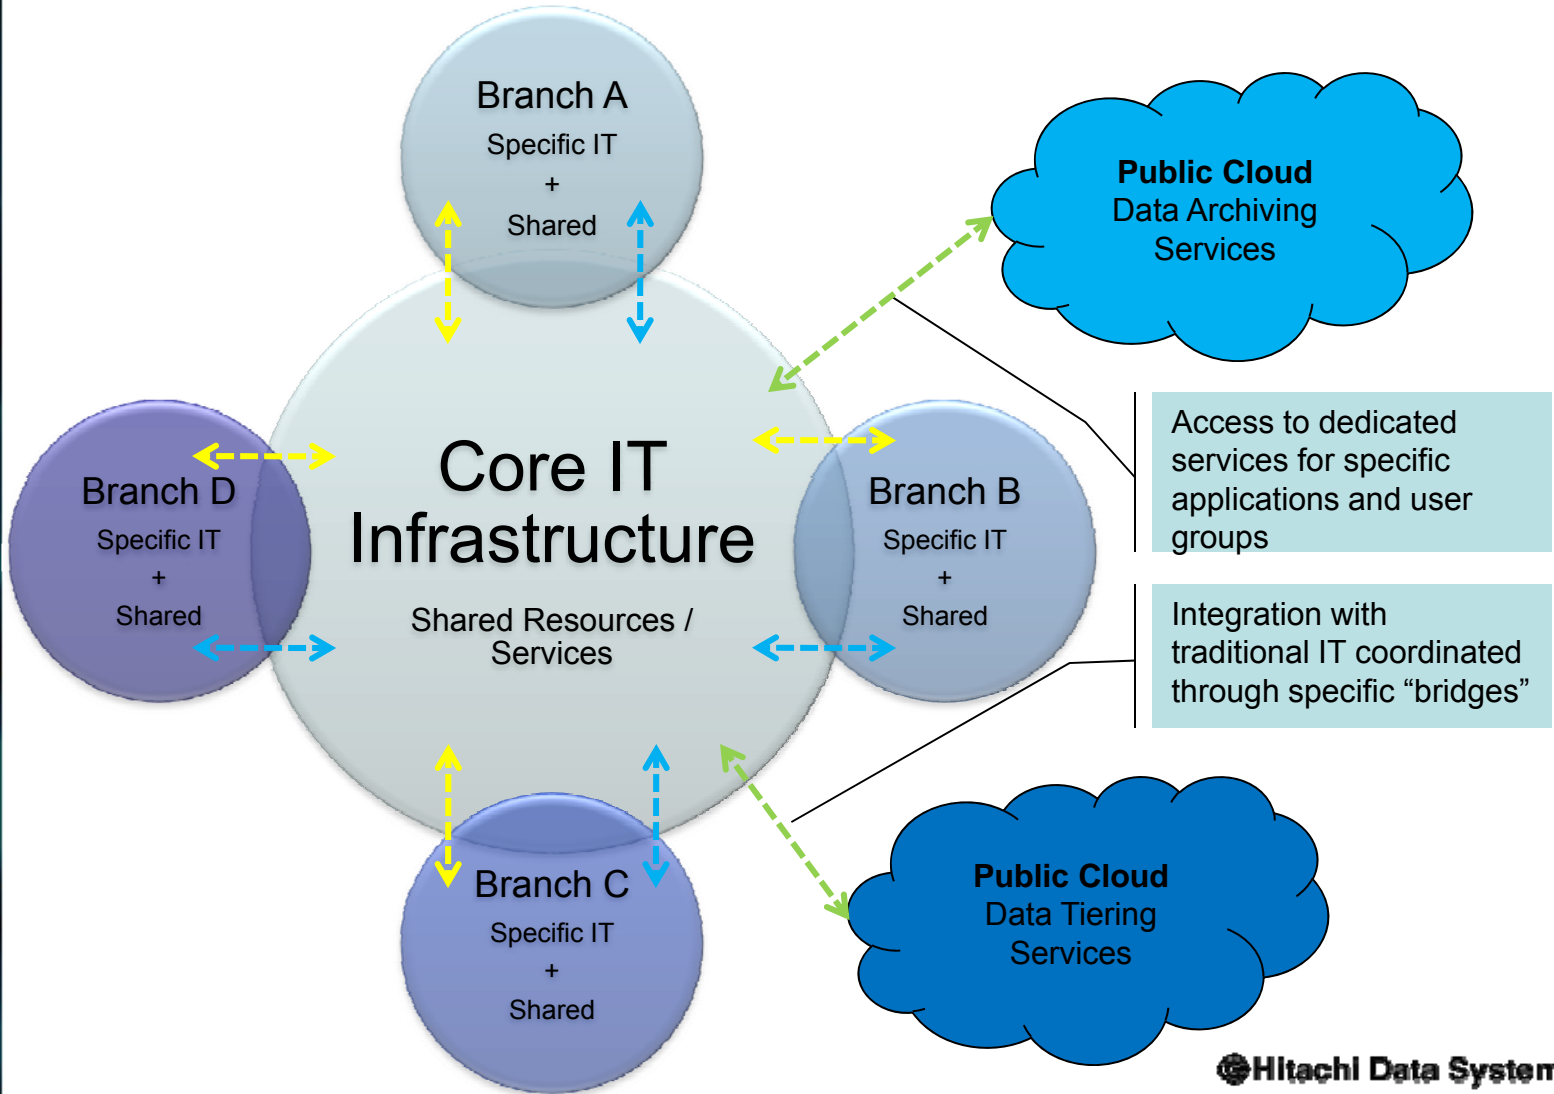 Branch A
Specific IT
+
Shared
Public Cloud
Data Archiving
Services
Access to dedicated
services for specific
applications and user
groups
Branch D
Specific IT
+
Shared
Core IT
Infrastructure
Shared Resources /
Services
Branch B
Specific IT
+
Shared
Integration with
traditional IT coordinated
through specific “bridges”
Branch C
Specific IT
+
Shared
Public Cloud
Data Tiering
Services
Hitachi Data System